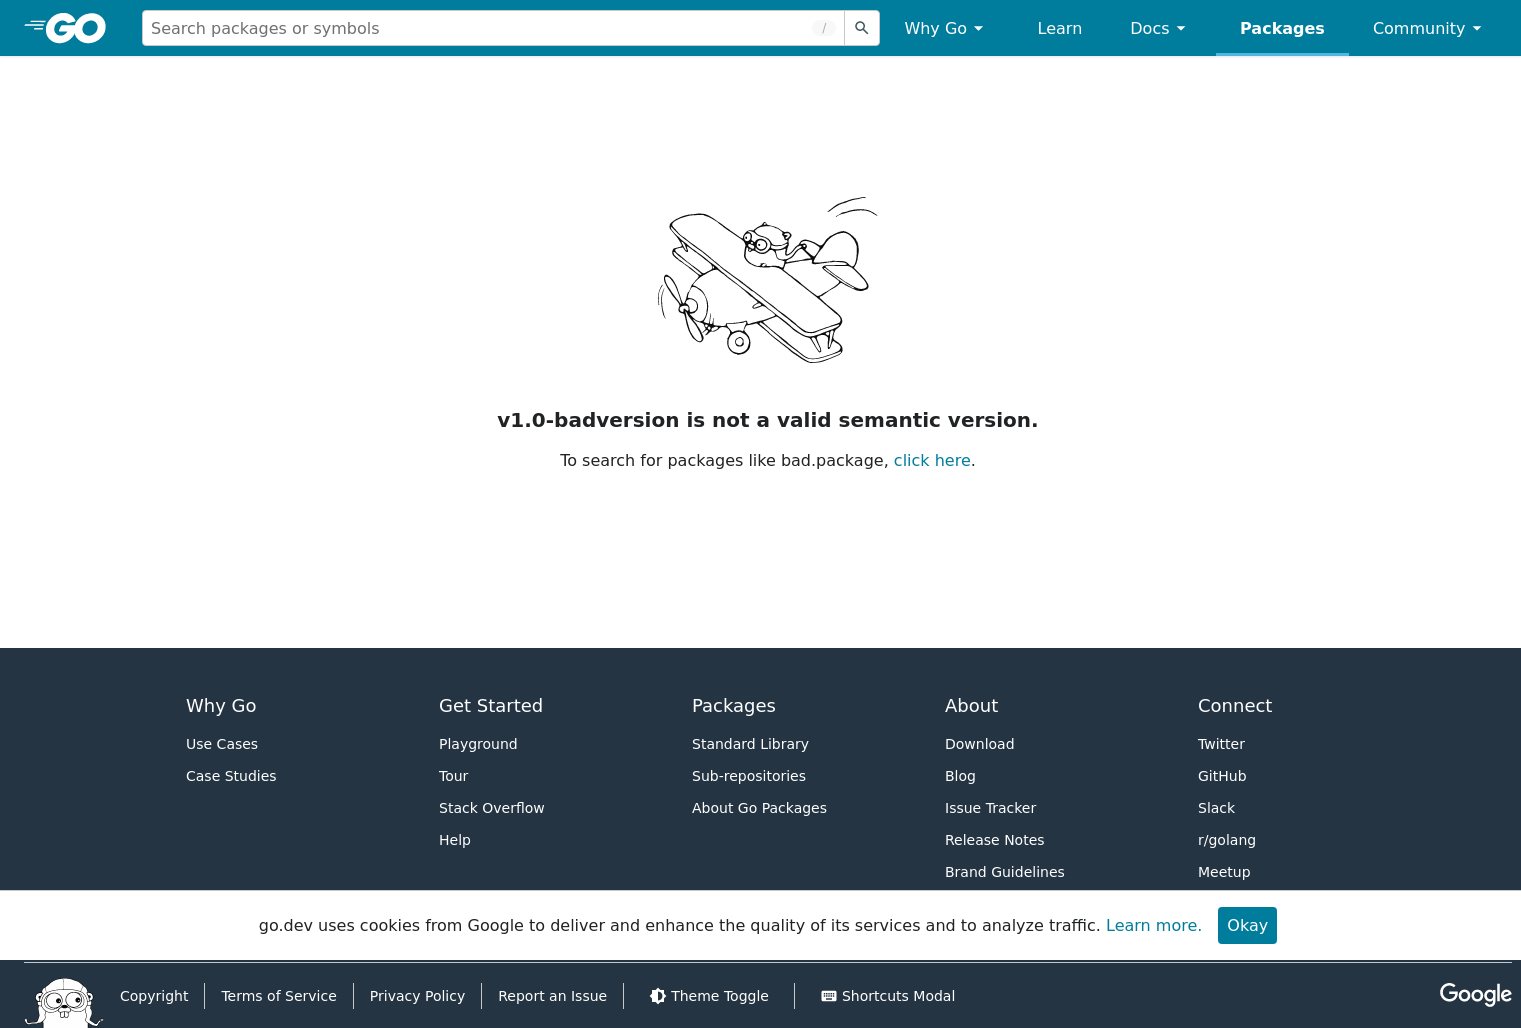 GO
Search packages or symbols
/
Why Go
Learn
Docs
Packages
Community
v1.0-badversion is not a valid semantic version.
To search for packages like bad.package, click here.
Why Go
Use Cases
Case Studies
Get Started
Playground
Tour
Stack Overflow
Help
Packages
Standard Library
Sub-repositories
About Go Packages
About
Download
Blog
Issue Tracker
Release Notes
Brand Guidelines
Connect
Twitter
GitHub
Slack
r/golang
Meetup
go.dev uses cookies from Google to deliver and enhance the quality of its services and to analyze traffic. Learn more.
Okay
Copyright
Terms of Service
Privacy Policy
Report an Issue
Theme Toggle
Shortcuts Modal
Google